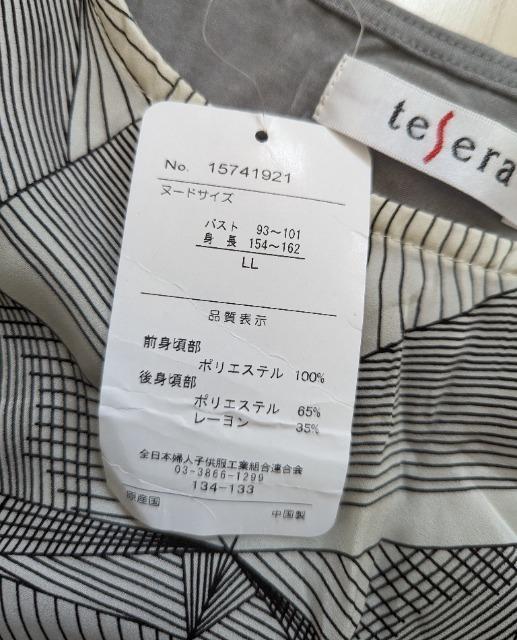 tesera
No. 15741921
ヌードサイズ
バスト 93～101
身 長 154～162
LL
品質表示
前身頃部
ポリエステル 100%
後身頃部
ポリエステル 65%
レーヨン 35%
全日本婦人子供服工業組合連合会
03-3866-1299
134-133
原産国 中国製